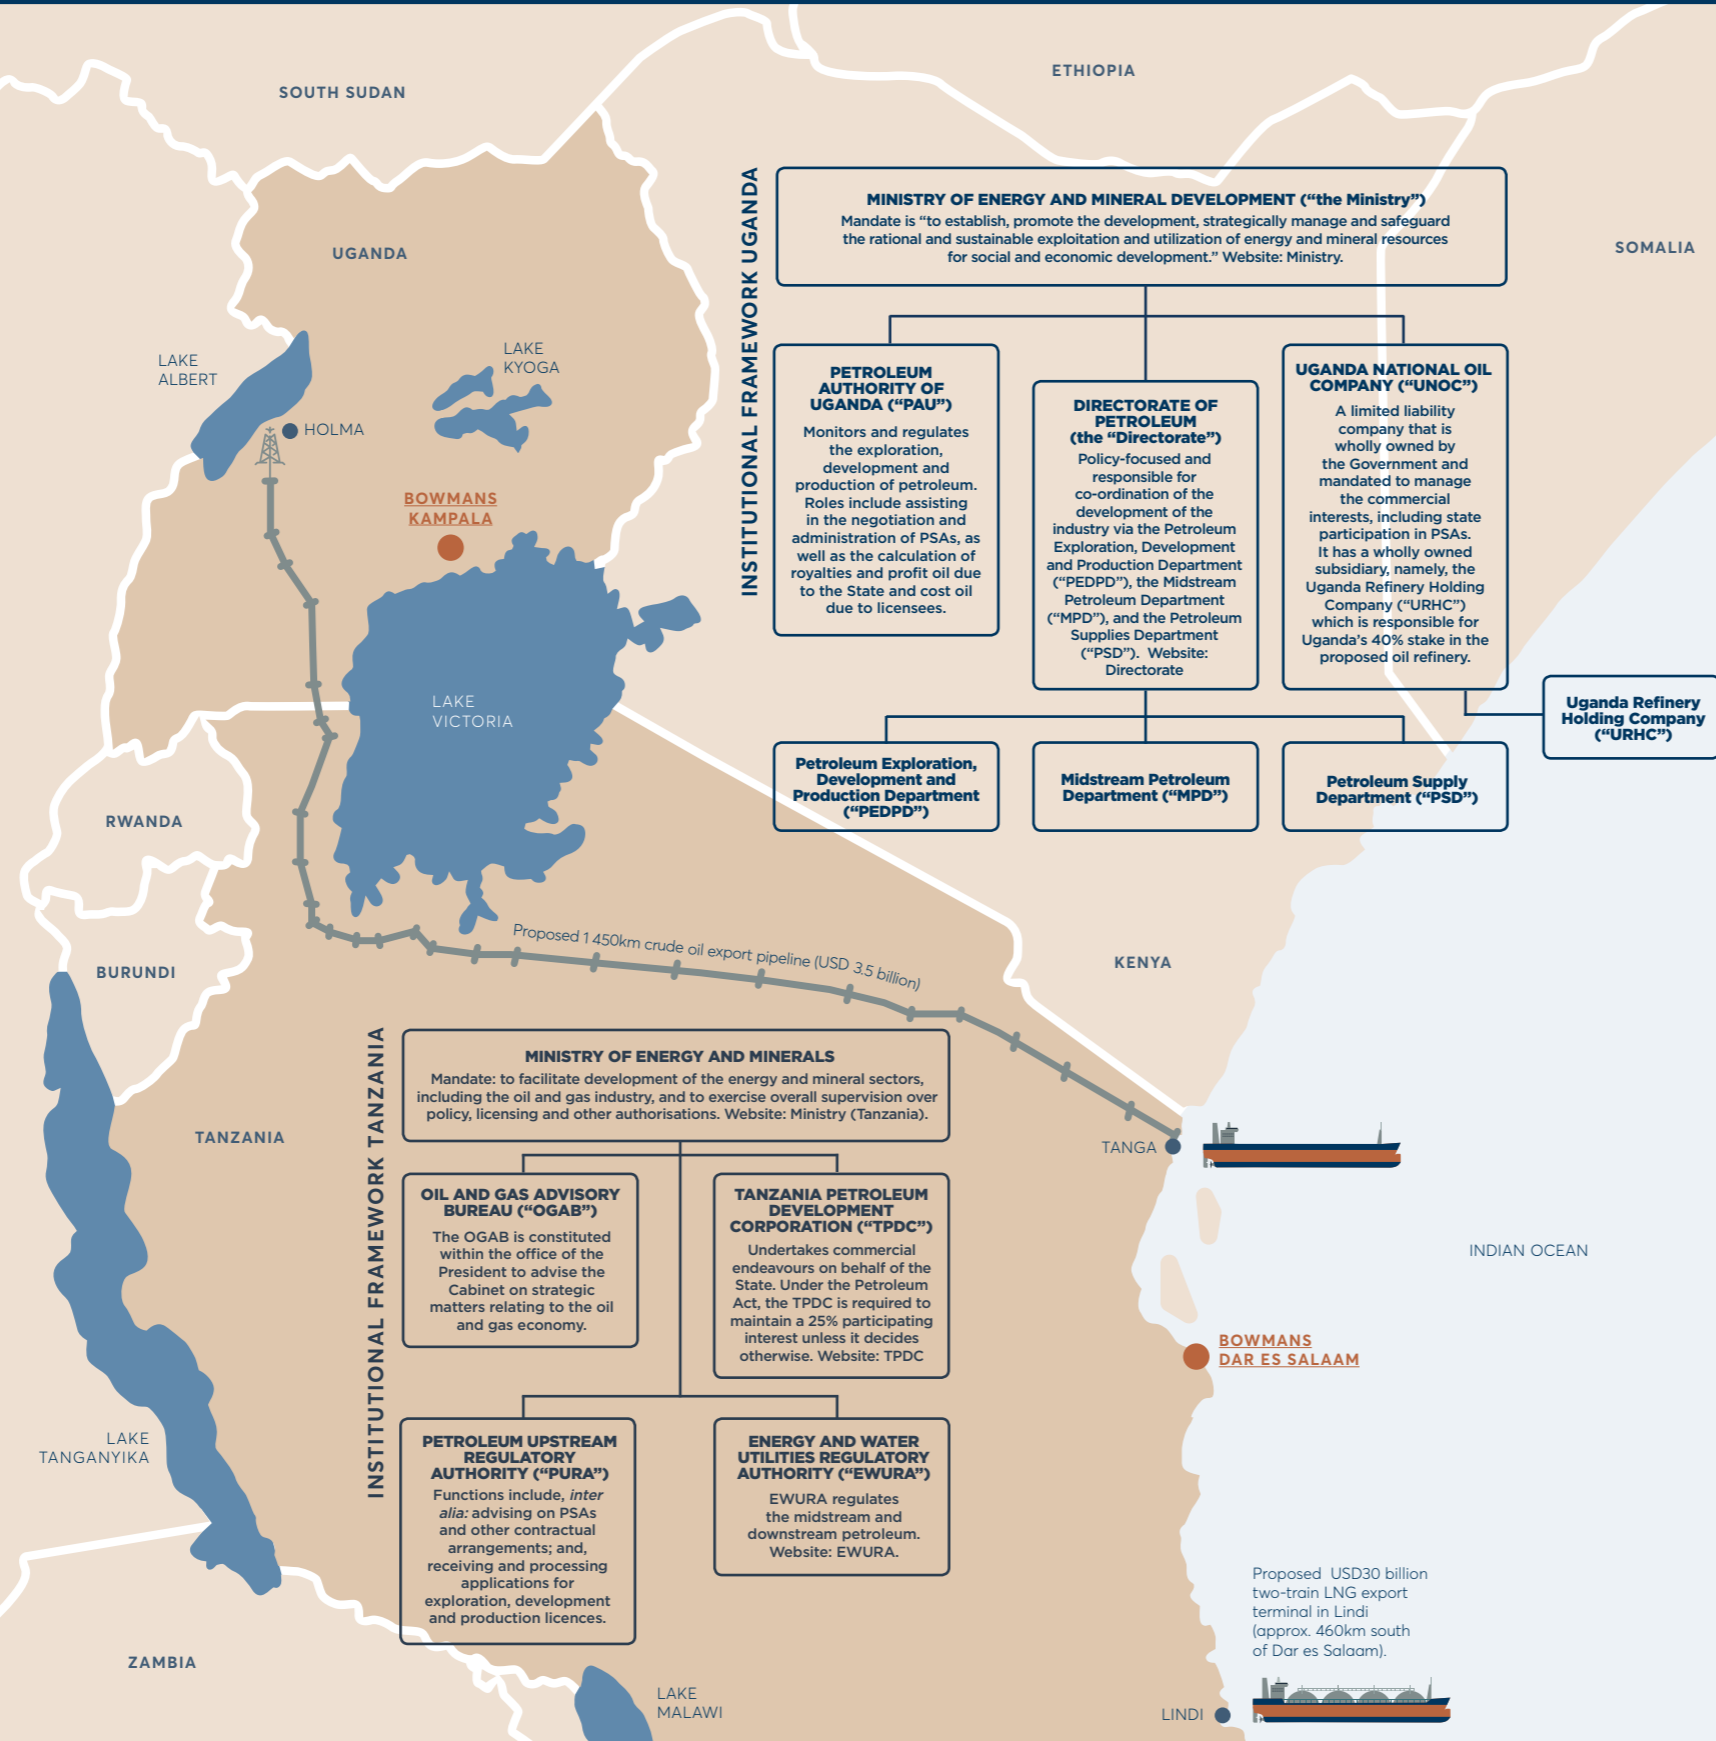 SOUTH SUDAN
ETHIOPIA
SOMALIA
UGANDA
LAKE
ALBERT
LAKE
KYOGA
HOLMA
BOWMANS
KAMPALA
LAKE
VICTORIA
RWANDA
BURUNDI
KENYA
INSTITUTIONAL FRAMEWORK UGANDA
MINISTRY OF ENERGY AND MINERAL DEVELOPMENT (“the Ministry”)
Mandate is “to establish, promote the development, strategically manage and safeguard
the rational and sustainable exploitation and utilization of energy and mineral resources
for social and economic development.” Website: Ministry.
PETROLEUM
AUTHORITY OF
UGANDA (“PAU”)
Monitors and regulates
the exploration,
development and
production of petroleum.
Roles include assisting
in the negotiation and
administration of PSAs, as
well as the calculation of
royalties and profit oil due
to the State and cost oil
due to licensees.
DIRECTORATE OF
PETROLEUM
(the “Directorate”)
Policy-focused and
responsible for
co-ordination of the
development of the
industry via the Petroleum
Exploration, Development
and Production Department
(“PEDPD”), the Midstream
Petroleum Department
(“MPD”), and the Petroleum
Supplies Department
(“PSD”). Website:
Directorate
UGANDA NATIONAL OIL
COMPANY (“UNOC”)
A limited liability
company that is
wholly owned by
the Government and
mandated to manage
the commercial
interests, including state
participation in PSAs.
It has a wholly owned
subsidiary, namely, the
Uganda Refinery Holding
Company (“URHC”)
which is responsible for
Uganda’s 40% stake in the
proposed oil refinery.
Uganda Refinery
Holding Company
(“URHC”)
Petroleum Exploration,
Development and
Production Department
(“PEDPD”)
Midstream Petroleum
Department (“MPD”)
Petroleum Supply
Department (“PSD”)
Proposed 1 450km crude oil export pipeline (USD 3.5 billion)
INSTITUTIONAL FRAMEWORK TANZANIA
MINISTRY OF ENERGY AND MINERALS
Mandate: to facilitate development of the energy and mineral sectors,
including the oil and gas industry, and to exercise overall supervision over
policy, licensing and other authorisations. Website: Ministry (Tanzania).
OIL AND GAS ADVISORY
BUREAU (“OGAB”)
The OGAB is constituted
within the office of the
President to advise the
Cabinet on strategic
matters relating to the oil
and gas economy.
TANZANIA PETROLEUM
DEVELOPMENT
CORPORATION (“TPDC”)
Undertakes commercial
endeavours on behalf of the
State. Under the Petroleum
Act, the TPDC is required to
maintain a 25% participating
interest unless it decides
otherwise. Website: TPDC
PETROLEUM UPSTREAM
REGULATORY
AUTHORITY (“PURA”)
Functions include, inter
alia: advising on PSAs
and other contractual
arrangements; and,
receiving and processing
applications for
exploration, development
and production licences.
ENERGY AND WATER
UTILITIES REGULATORY
AUTHORITY (“EWURA”)
EWURA regulates
the midstream and
downstream petroleum.
Website: EWURA.
TANZANIA
TANGA
INDIAN OCEAN
BOWMANS
DAR ES SALAAM
LAKE
TANGANYIKA
ZAMBIA
LAKE
MALAWI
Proposed USD30 billion
two-train LNG export
terminal in Lindi
(approx. 460km south
of Dar es Salaam).
LINDI